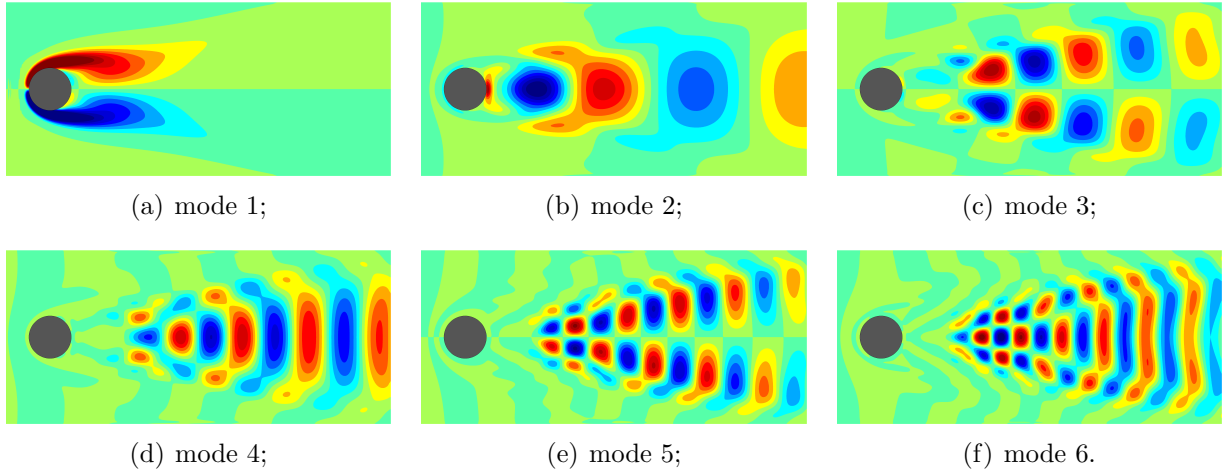 (a) mode 1;
(b) mode 2;
(c) mode 3;
(d) mode 4;
(e) mode 5;
(f) mode 6.